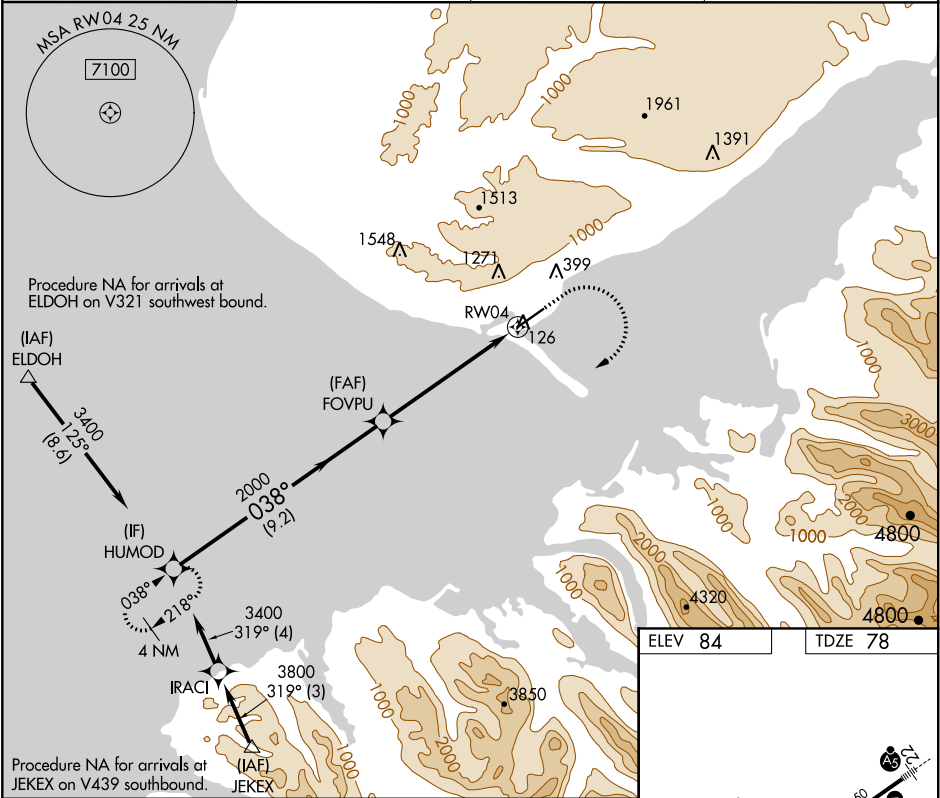 MSA RW04 25 NM
7100
1000
1000
1961
1391
1513
1000
1548
1271
399
Procedure NA for arrivals at
ELDOH on V321 southwest bound.
RW04
126
(IAF)
ELDOH
3400
125°
(8.6)
(FAF)
FOVPU
1000
3000
2000
038°
(9.2)
(IF)
HUMOD
1000
2000
1000
4800
2000
1000
038°
218°
4 NM
3400
319° (4)
4320
4800
IRACI
3800
319° (3)
3850
1000
2000
1000
1000
Procedure NA for arrivals at
JEKEX on V439 southbound.
(IAF)
JEKEX
ELEV 84
TDZE 78
A5
22
50